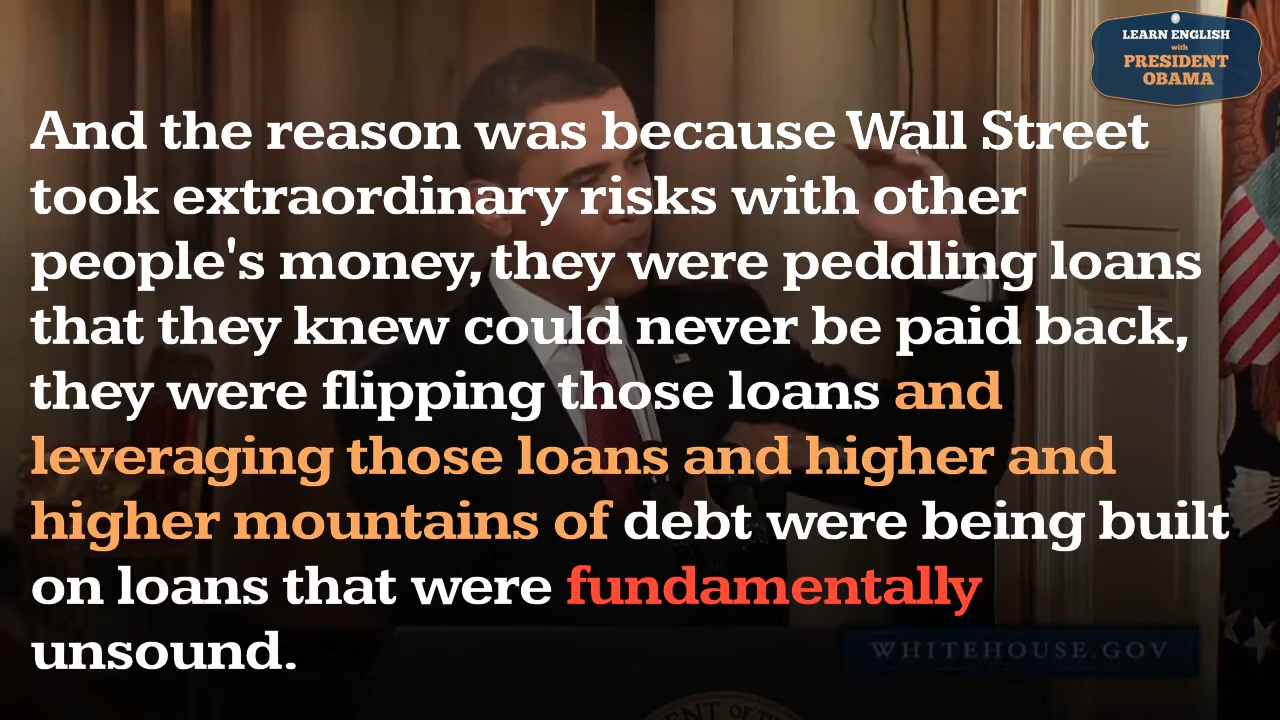 LEARN ENGLISH
with
PRESIDENT
OBAMA
And the reason was because Wall Street
took extraordinary risks with other
people's money, they were peddling loans
that they knew could never be paid back,
they were flipping those loans and
leveraging those loans and higher and
higher mountains of debt were being built
on loans that were fundamentally
unsound.
WHITEHOUSE.GOV